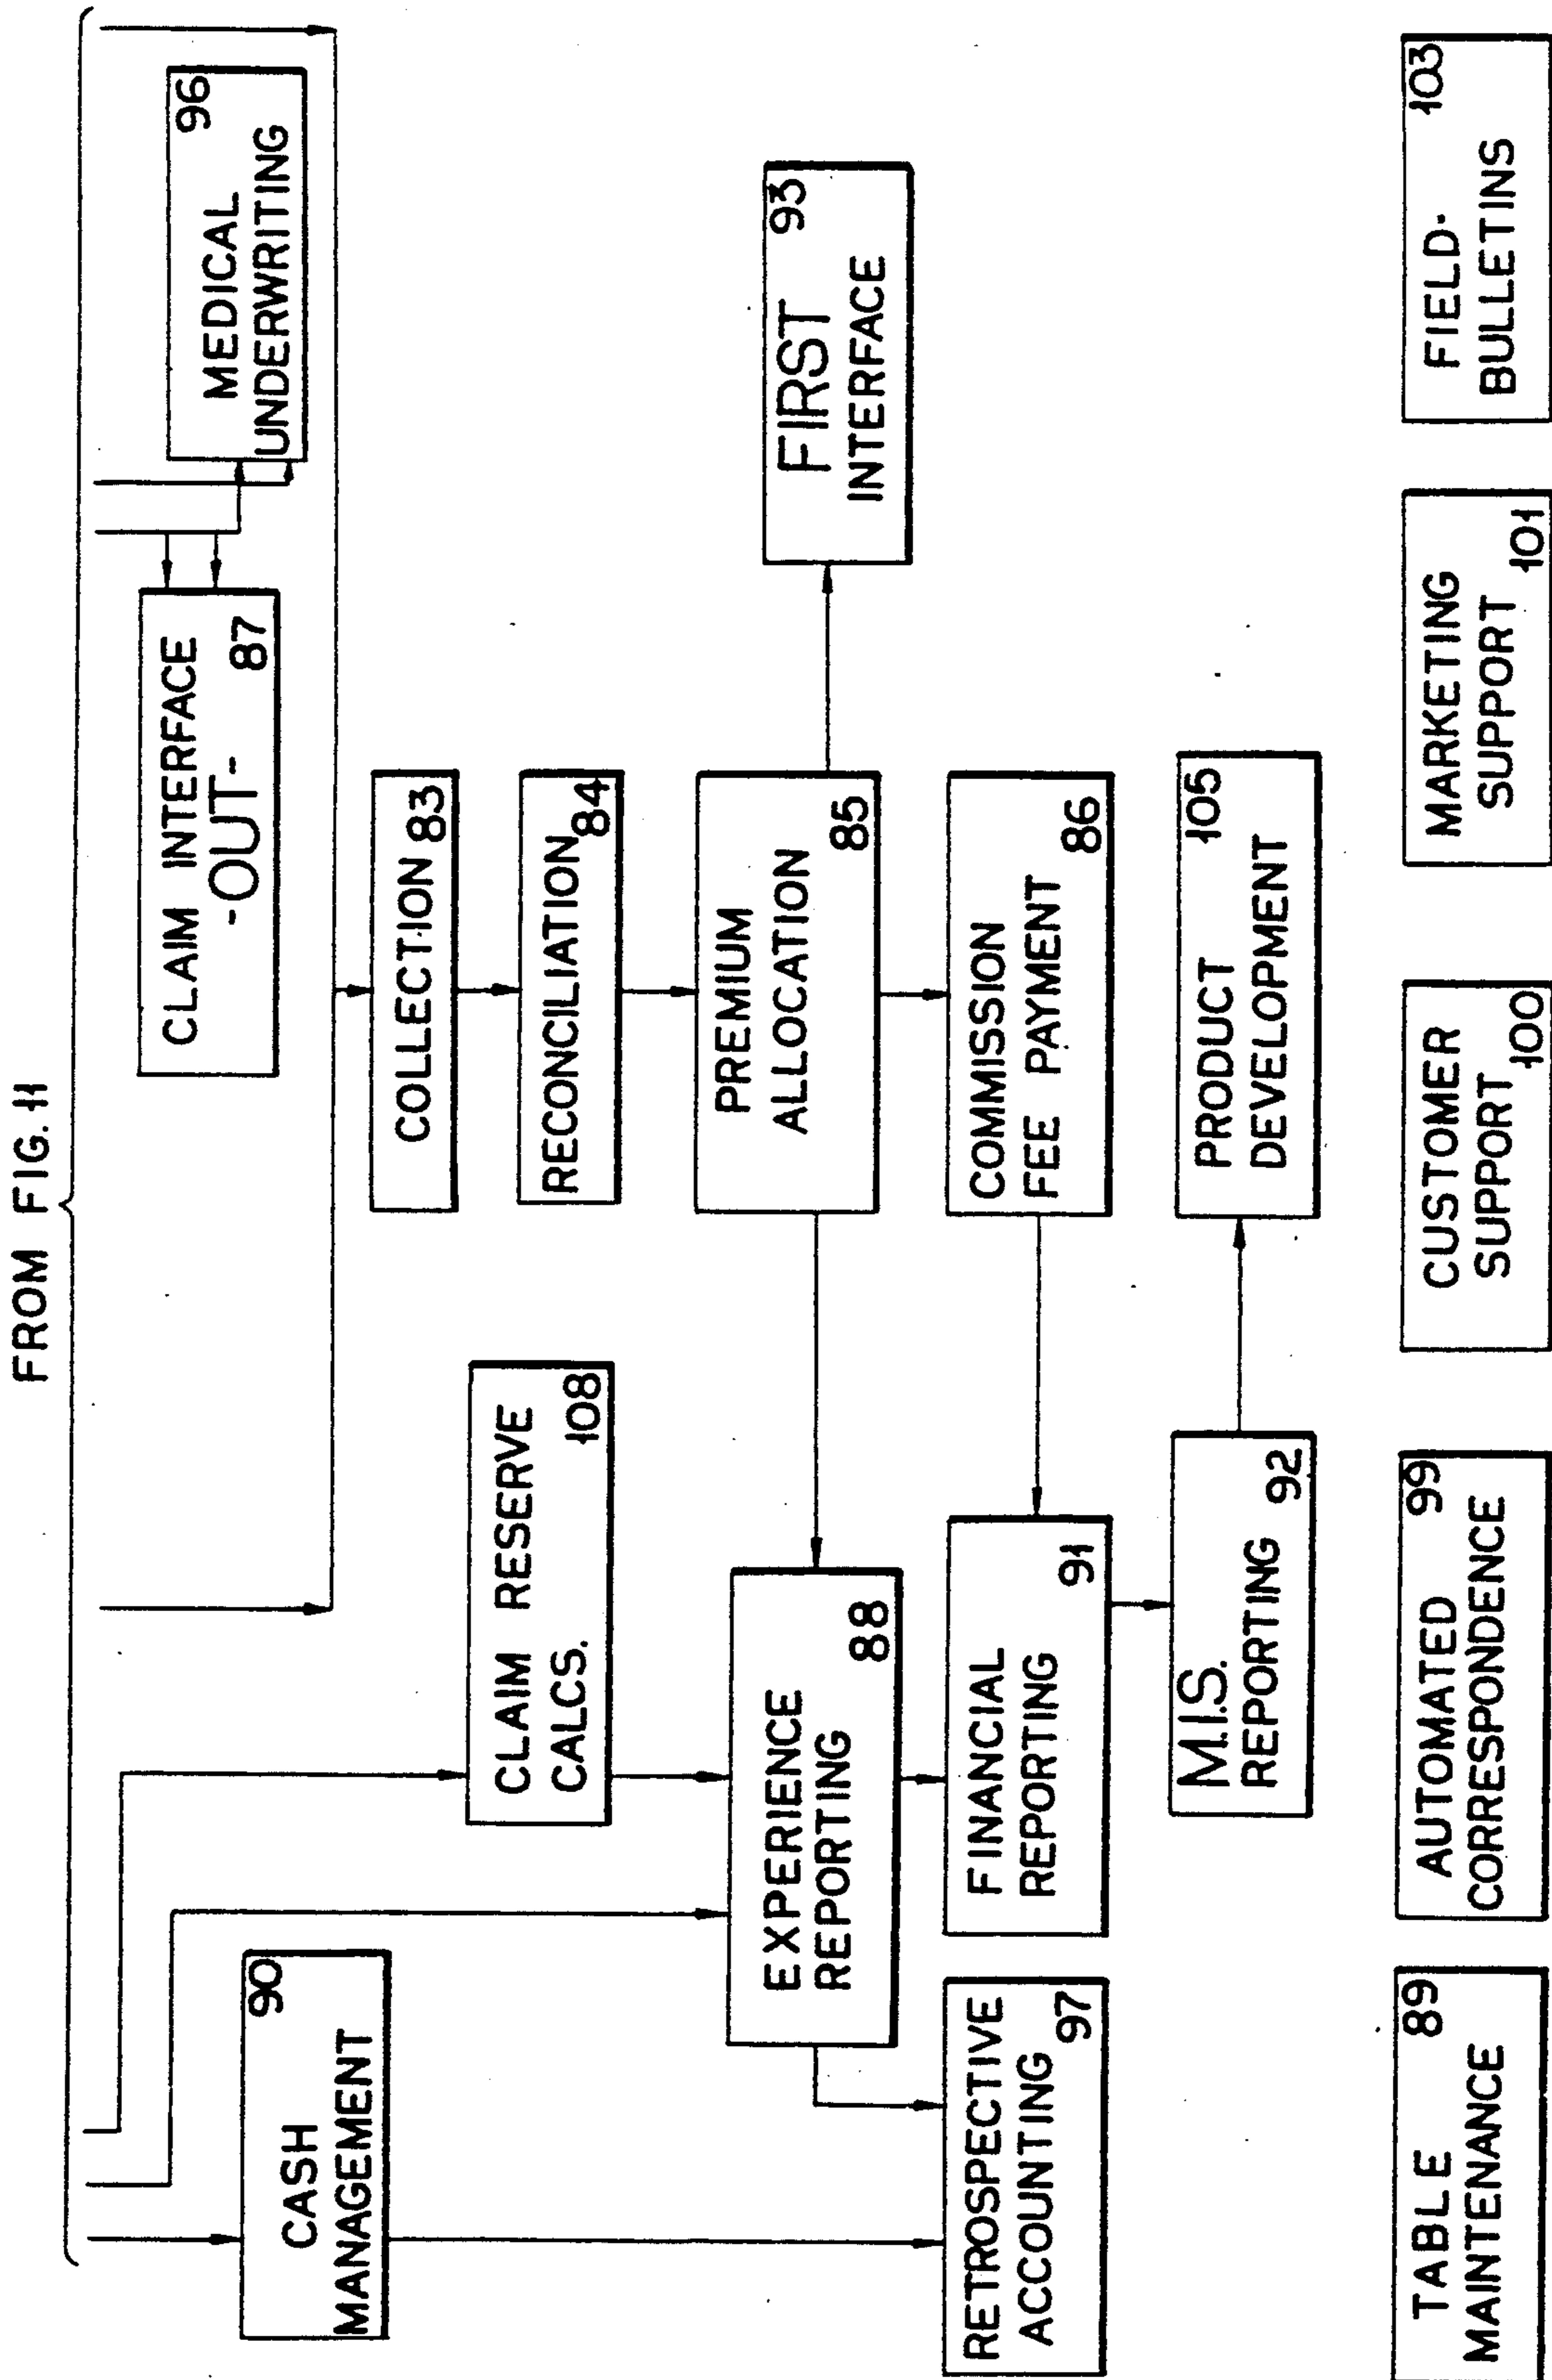 FROM FIG. 11
CASH
MANAGEMENT
90
CLAIM INTERFACE
-OUT-
87
MEDICAL
UNDERWRITING
96
CLAIM RESERVE
CALCS.
108
COLLECTION 83
RECONCILIATION 84
EXPERIENCE
REPORTING
88
PREMIUM
ALLOCATION
85
FIRST
INTERFACE
93
RETROSPECTIVE
ACCOUNTING
97
FINANCIAL
REPORTING
91
COMMISSION
FEE PAYMENT
86
M.I.S.
REPORTING
92
PRODUCT
DEVELOPMENT
105
TABLE
MAINTENANCE
89
AUTOMATED
CORRESPONDENCE
99
CUSTOMER
SUPPORT
100
MARKETING
SUPPORT
101
FIELD-
BULLETINS
103